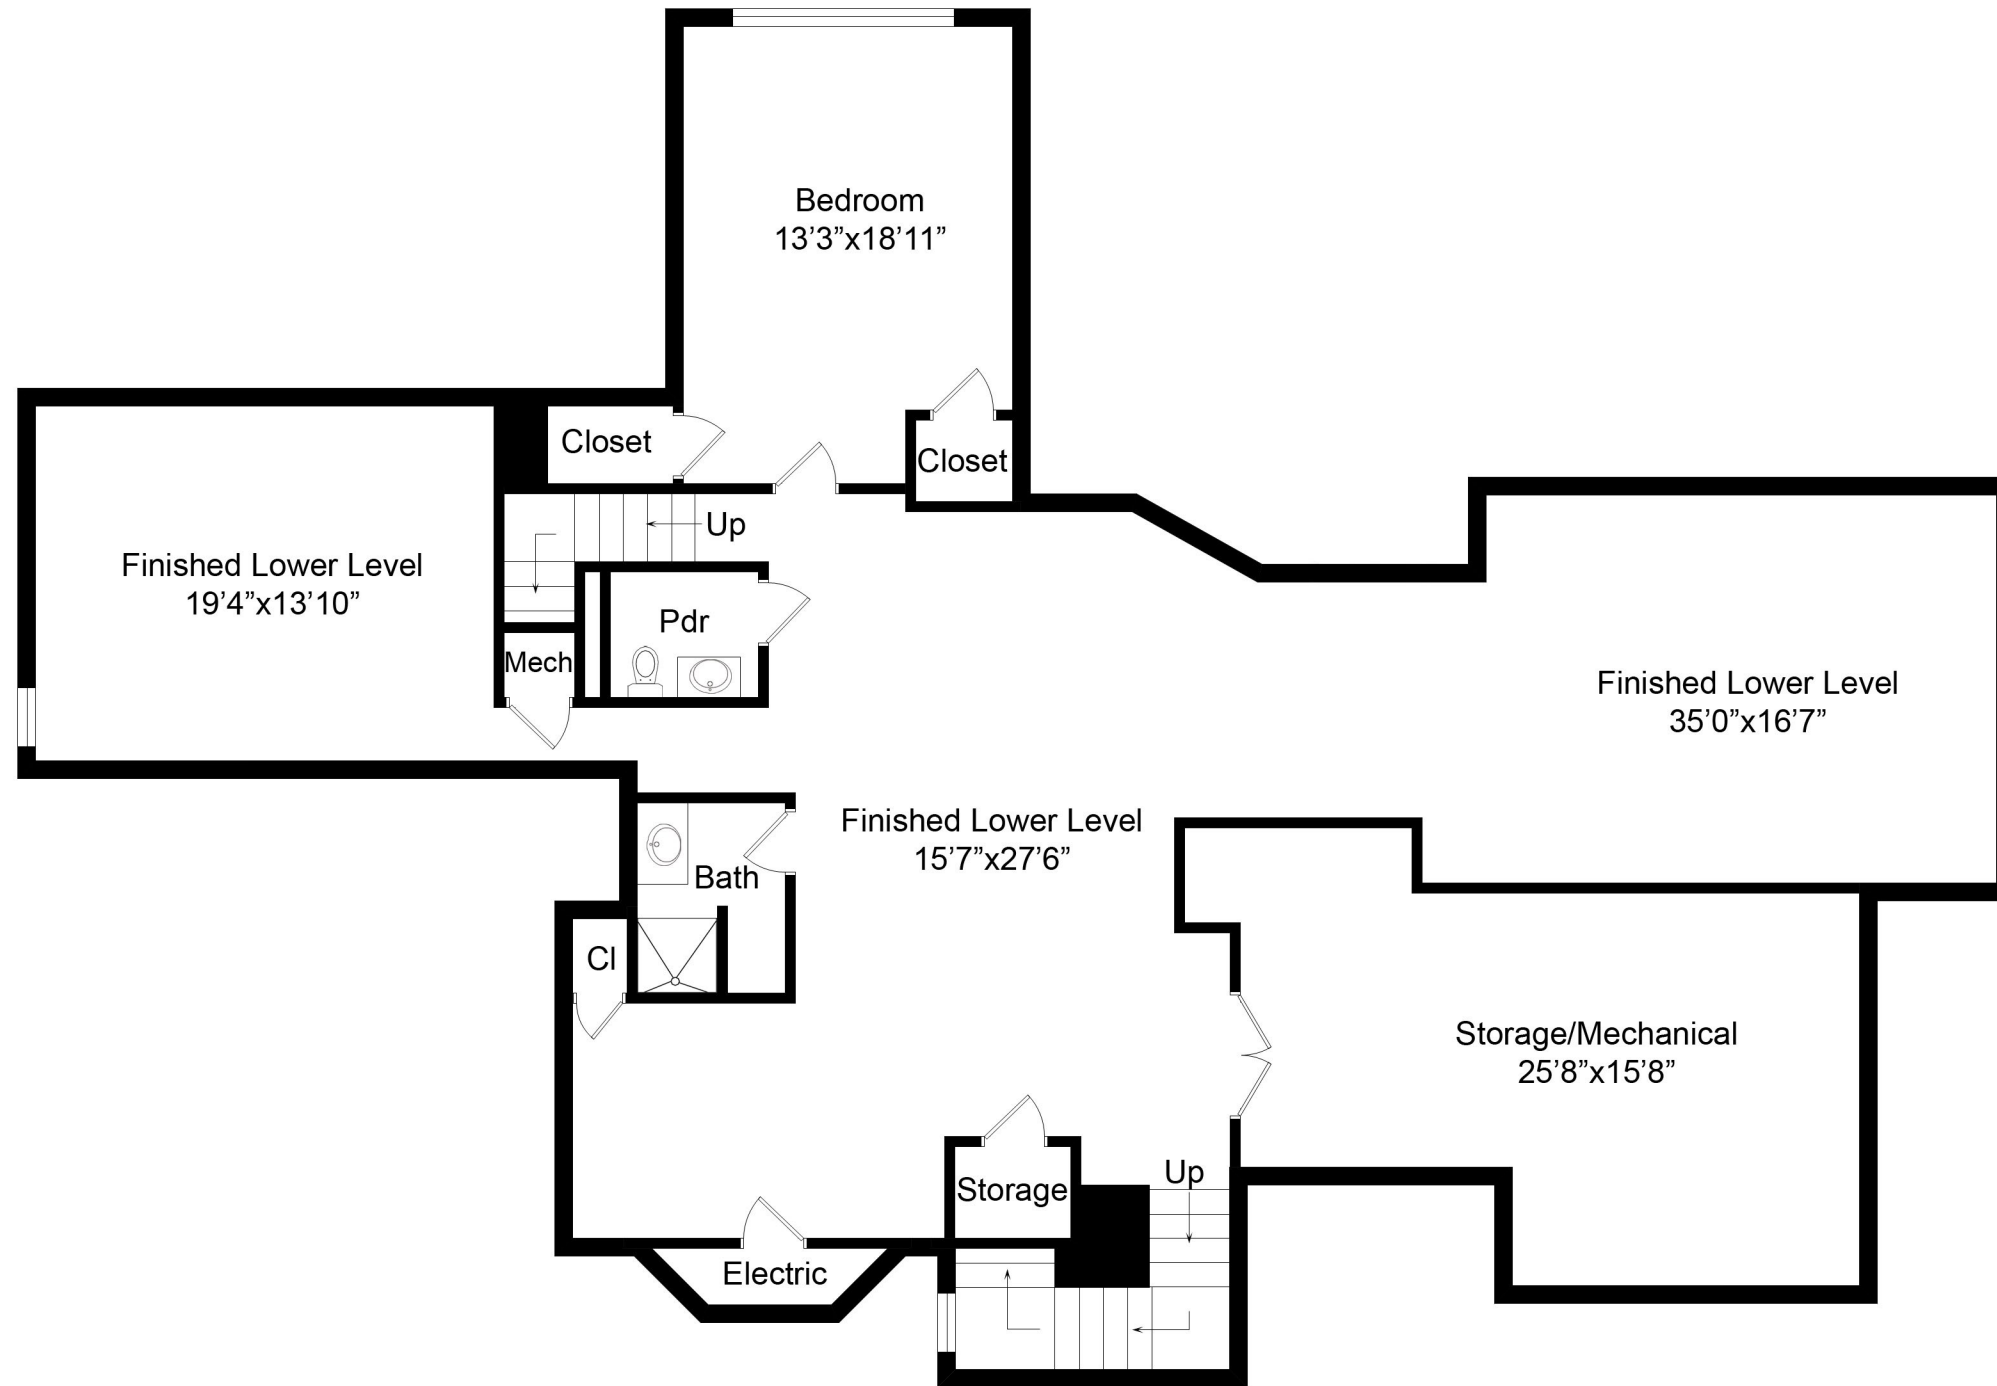 Bedroom
13’3”x18’11”
Closet
Closet
Up
Finished Lower Level
19’4”x13’10”
Pdr
Mech
Finished Lower Level
35’0”x16’7”
Finished Lower Level
15’7”x27’6”
Bath
Cl
Storage/Mechanical
25’8”x15’8”
Up
Storage
Electric